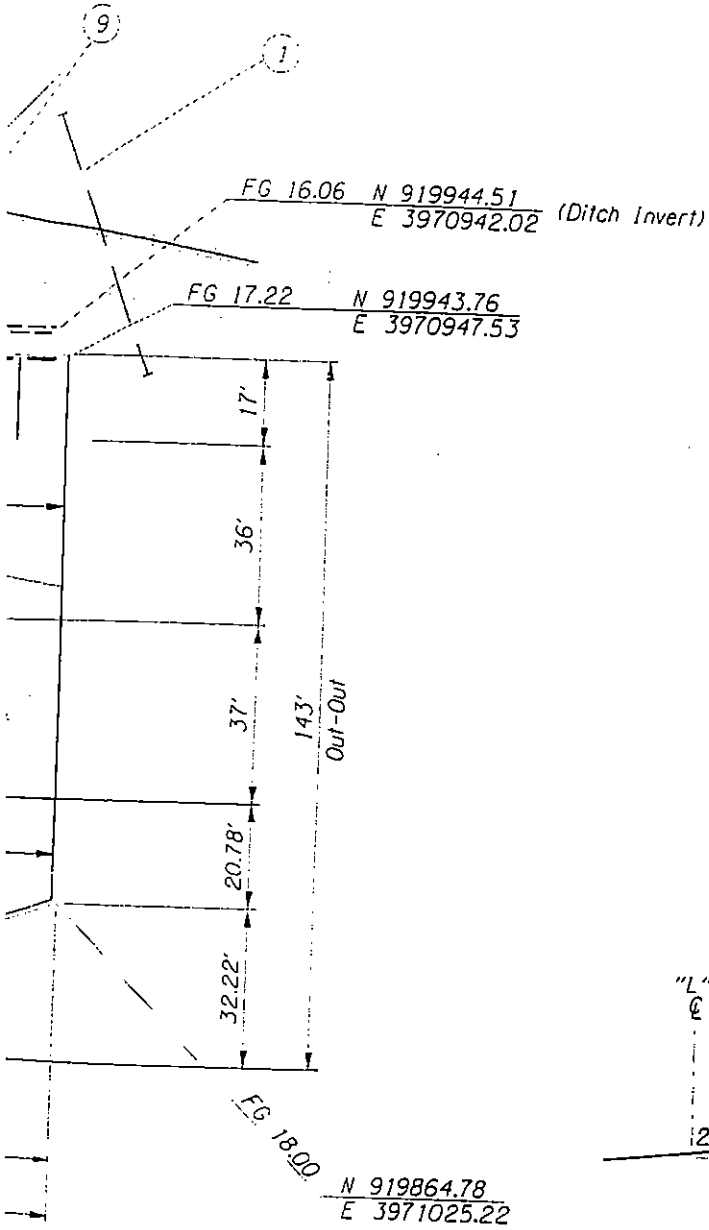 9
1
FG 16.06 N 919944.51
E 3970942.02 (Ditch Invert)
FG 17.22 N 919943.76
E 3970947.53
17'
36'
37'
143'
Out-Out
20.78'
32.22'
"L"
℄
2
FG 18.00
N 919864.78
E 3971025.22